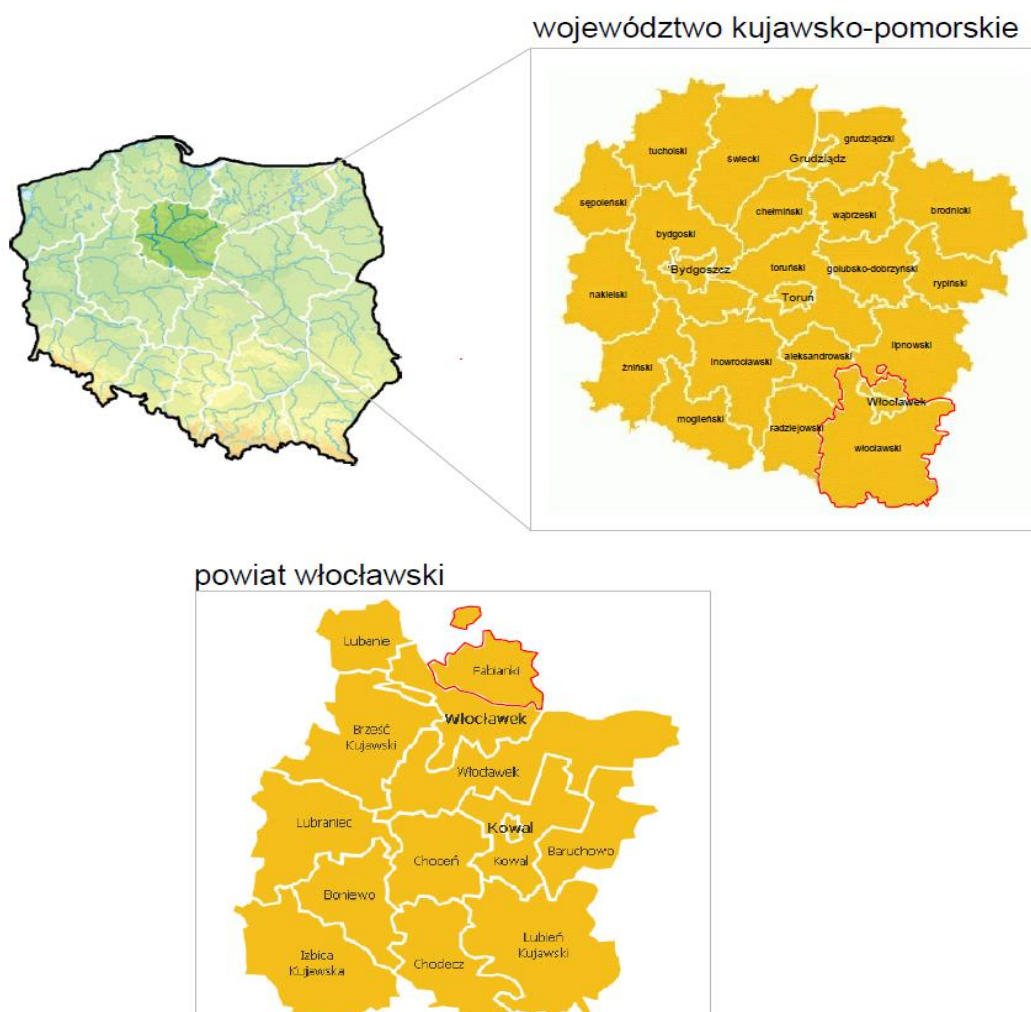 województwo kujawsko-pomorskie
tucholski
świecki
grudziądzki
Grudziądz
sępoleński
chełmiński
wąbrzeski
brodnicki
bydgoski
Bydgoszcz
toruński
golubsko-dobrzyński
rypiński
nakielski
Toruń
żniński
Inowrocławski
aleksandrowski
lipnowski
mogileński
radziejowski
Włocławek
włocławski
powiat włocławski
Lubanie
Fabianki
Włocławek
Brześć
Kujawski
Włocławek
Lubraniec
Kowal
Choceń
Kowal
Baruchowo
Boniewo
Izbica
Kujawska
Chodecz
Lubień
Kujawski